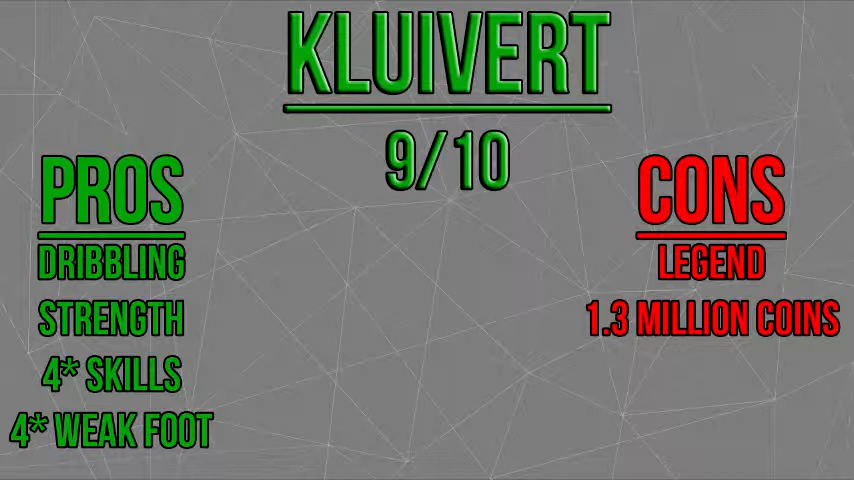 KLUIVERT
9/10
PROS
DRIBBLING
STRENGTH
4* SKILLS
4* WEAK FOOT
CONS
LEGEND
1.3 MILLION COINS